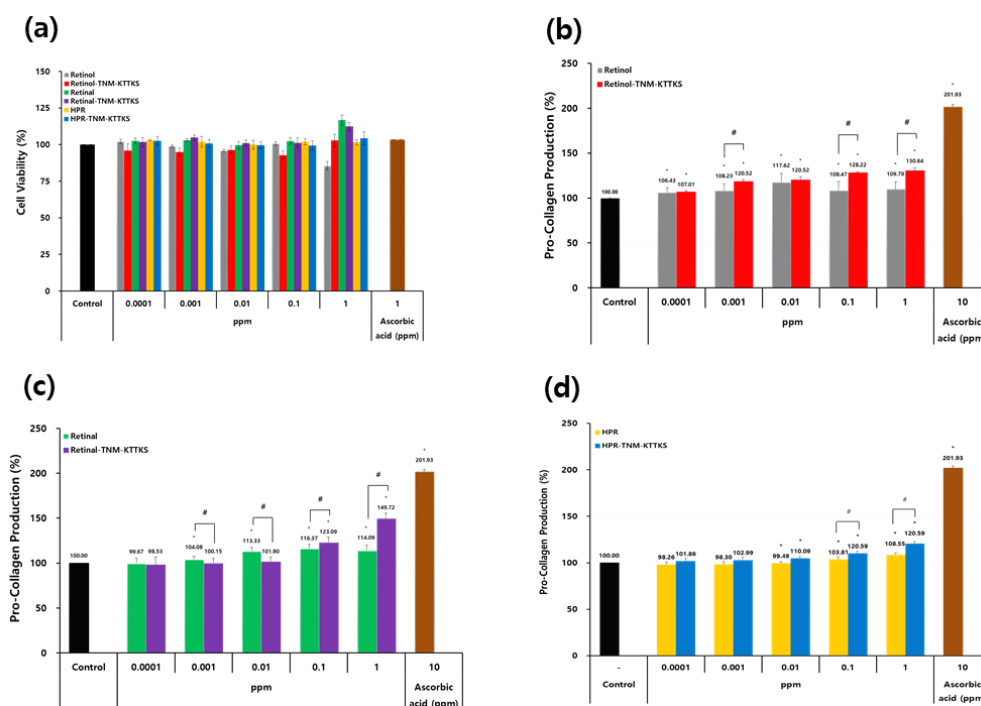 (a)
Cell Viability (%)
150
125
100
75
50
25
0
Retinol
Retinol-TNM-KTTKS
Retinal
Retinal-TNM-KTTKS
HPR
HPR-TNM-KTTKS
Control
0.0001
0.001
0.01
0.1
1
1
ppm
Ascorbic
acid (ppm)
(b)
Pro-Collagen Production (%)
250
200
150
100
50
0
Retinol
Retinol-TNM-KTTKS
100.00
106.43
107.01
108.23
120.52
117.62
120.52
108.47
128.22
109.79
130.64
201.93
#
#
#
Control
0.0001
0.001
0.01
0.1
1
10
ppm
Ascorbic
acid (ppm)
(c)
Pro-Collagen Production (%)
250
200
150
100
50
0
Retinal
Retinal-TNM-KTTKS
100.00
99.67
98.53
104.08
100.15
113.33
101.90
116.37
123.09
114.09
149.72
201.93
#
#
#
#
Control
0.0001
0.001
0.01
0.1
1
10
ppm
Ascorbic
acid (ppm)
(d)
Pro-Collagen Production (%)
250
200
150
100
50
0
HPR
HPR-TNM-KTTKS
100.00
98.26
101.86
98.30
102.99
99.49
110.09
103.81
120.59
108.55
120.59
201.93
#
#
-
0.0001
0.001
0.01
0.1
1
10
Control
ppm
Ascorbic
acid (ppm)